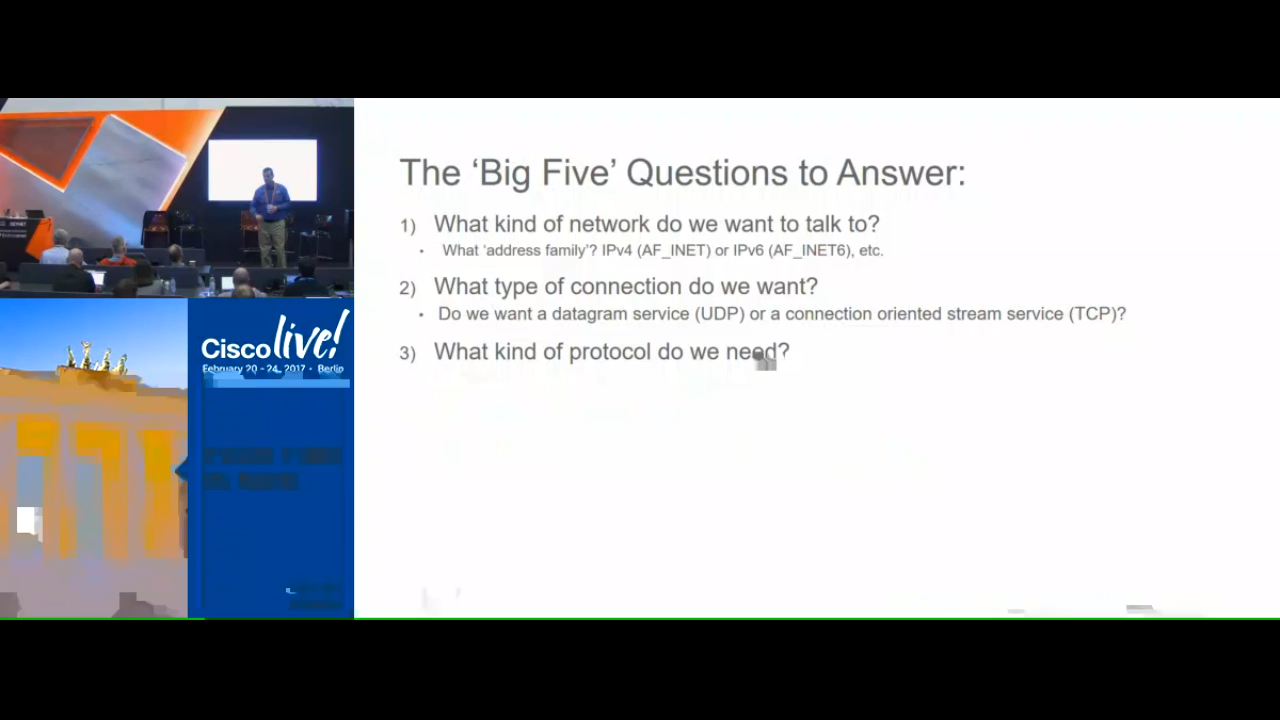 The ‘Big Five’ Questions to Answer:
1) What kind of network do we want to talk to?
• What ‘address family’? IPv4 (AF_INET) or IPv6 (AF_INET6), etc.
2) What type of connection do we want?
• Do we want a datagram service (UDP) or a connection oriented stream service (TCP)?
3) What kind of protocol do we need?
Cisco live!
February 20 - 24, 2017 • Berlin